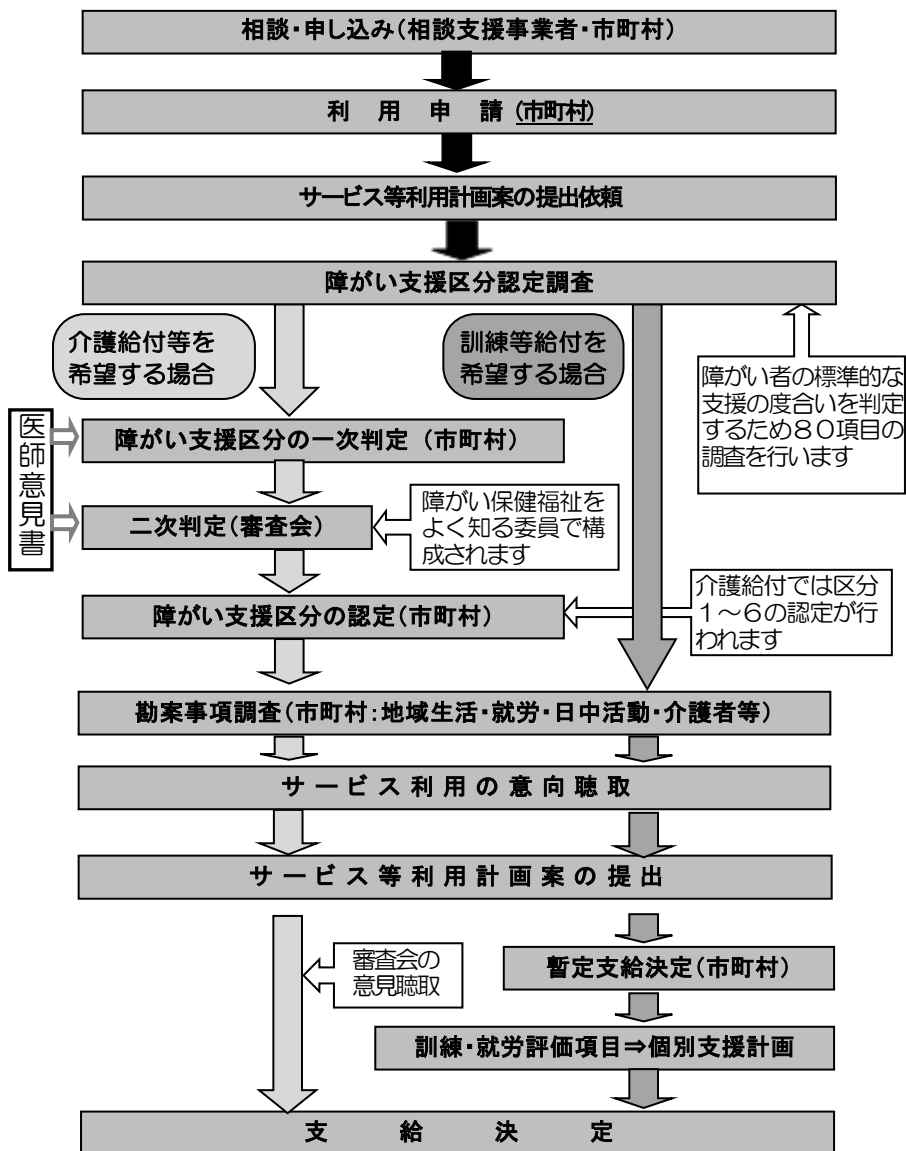 相談・申し込み(相談支援事業者・市町村)
利用申請(市町村)
サービス等利用計画案の提出依頼
障がい支援区分認定調査
介護給付等を
希望する場合
訓練等給付を
希望する場合
障がい者の標準的な
支援の度合いを判定
するため80項目の
調査を行います
医師意見書
障がい支援区分の一次判定 (市町村)
二次判定(審査会)
障がい保健福祉を
よく知る委員で構
成されます
障がい支援区分の認定(市町村)
介護給付では区分
1～6の認定が行
われます
勘案事項調査(市町村:地域生活・就労・日中活動・介護者等)
サービス利用の意向聴取
サービス等利用計画案の提出
審査会の
意見聴取
暫定支給決定(市町村)
訓練・就労評価項目⇒個別支援計画
支給決定